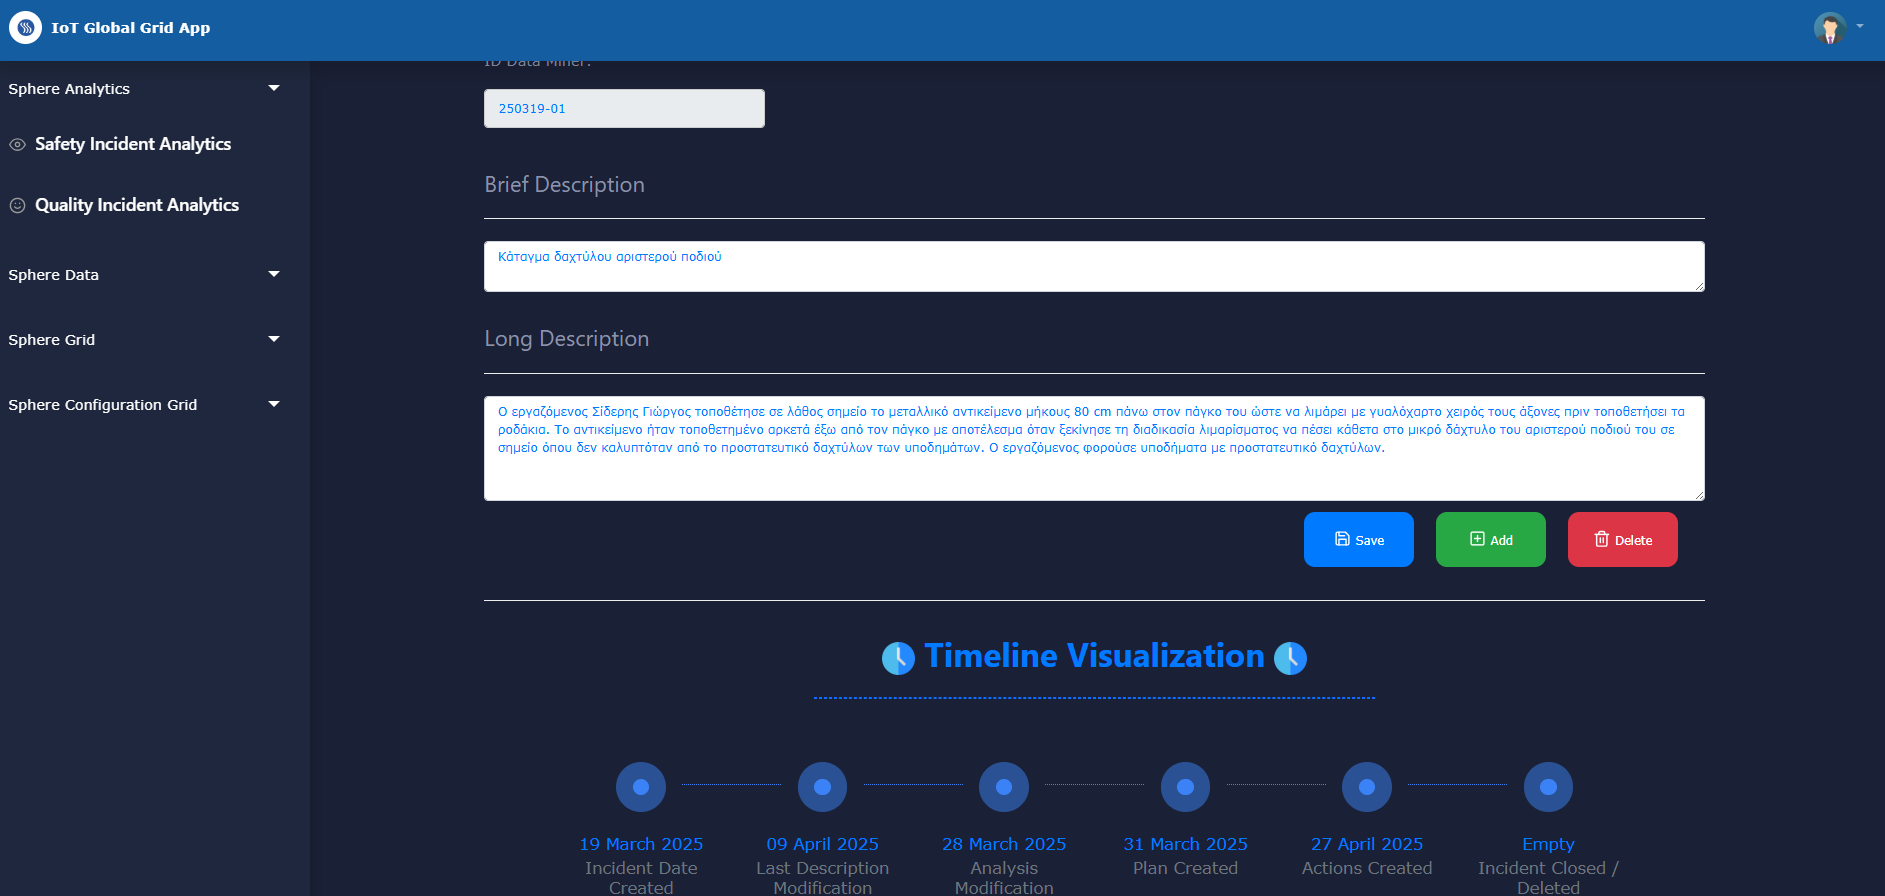 IoT Global Grid App
Sphere Analytics
Safety Incident Analytics
Quality Incident Analytics
Sphere Data
Sphere Grid
Sphere Configuration Grid
ID Data Miner:
250319-01
Brief Description
Κάταγμα δαχτύλου αριστερού ποδιού
Long Description
Ο εργαζόμενος Σίδερης Γιώργος τοποθέτησε σε λάθος σημείο το μεταλλικό αντικείμενο μήκους 80 cm πάνω στον πάγκο του ώστε να λιμάρει με γυαλόχαρτο χειρός τους άξονες πριν τοποθετήσει τα
ροδάκια. Το αντικείμενο ήταν τοποθετημένο αρκετά έξω από τον πάγκο με αποτέλεσμα όταν ξεκίνησε τη διαδικασία λιμαρίσματος να πέσει κάθετα στο μικρό δάχτυλο του αριστερού ποδιού του σε
σημείο όπου δεν καλυπτόταν από το προστατευτικό δαχτύλων των υποδημάτων. Ο εργαζόμενος φορούσε υποδήματα με προστατευτικό δαχτύλων.
Save
Add
Delete
Timeline Visualization
19 March 2025
Incident Date
Created
09 April 2025
Last Description
Modification
28 March 2025
Analysis
Modification
31 March 2025
Plan Created
27 April 2025
Actions Created
Empty
Incident Closed /
Deleted